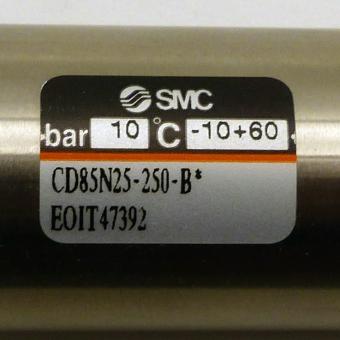 SMC
bar 10 °C -10+60
CD85N25-250-B*
EOIT47392